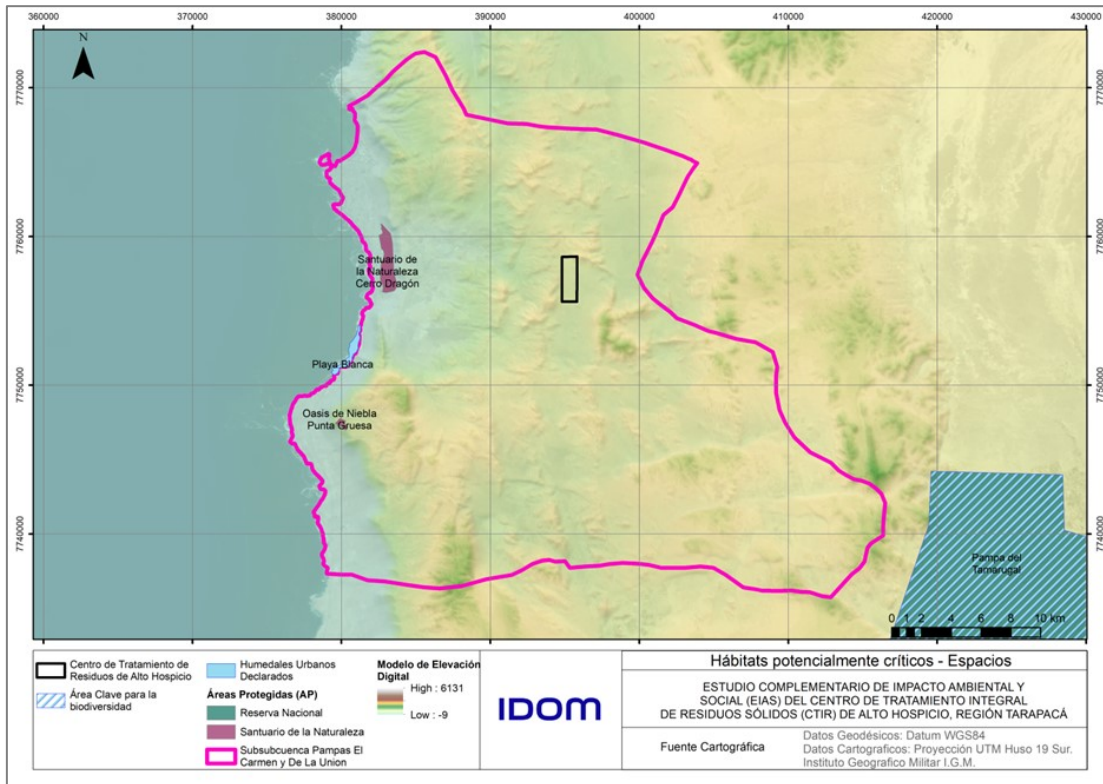 360000
370000
380000
390000
400000
410000
420000
430000
N
7770000
7770000
7760000
7760000
Santuario de
la Naturaleza
Cerro Dragón
Playa Blanca
7750000
7750000
Oasis de Niebla
Punta Gruesa
7740000
7740000
Pampa del
Tamarugal
0 1 2 4 6 8 10 km
Centro de Tratamiento de
Residuos de Alto Hospicio
Área Clave para la
biodiversidad
Humedales Urbanos
Declarados
Áreas Protegidas (AP)
Reserva Nacional
Santuario de la Naturaleza
Subsubcuenca Pampas El
Carmen y De La Union
Modelo de Elevación
Digital
High : 6131
Low : -9
IDOM
Hábitats potencialmente críticos - Espacios
ESTUDIO COMPLEMENTARIO DE IMPACTO AMBIENTAL Y
SOCIAL (EIAS) DEL CENTRO DE TRATAMIENTO INTEGRAL
DE RESIDUOS SÓLIDOS (CTIR) DE ALTO HOSPICIO, REGIÓN TARAPACÁ
Fuente Cartográfica
Datos Geodésicos: Datum WGS84
Datos Cartograficos: Proyección UTM Huso 19 Sur.
Instituto Geografico Militar I.G.M.